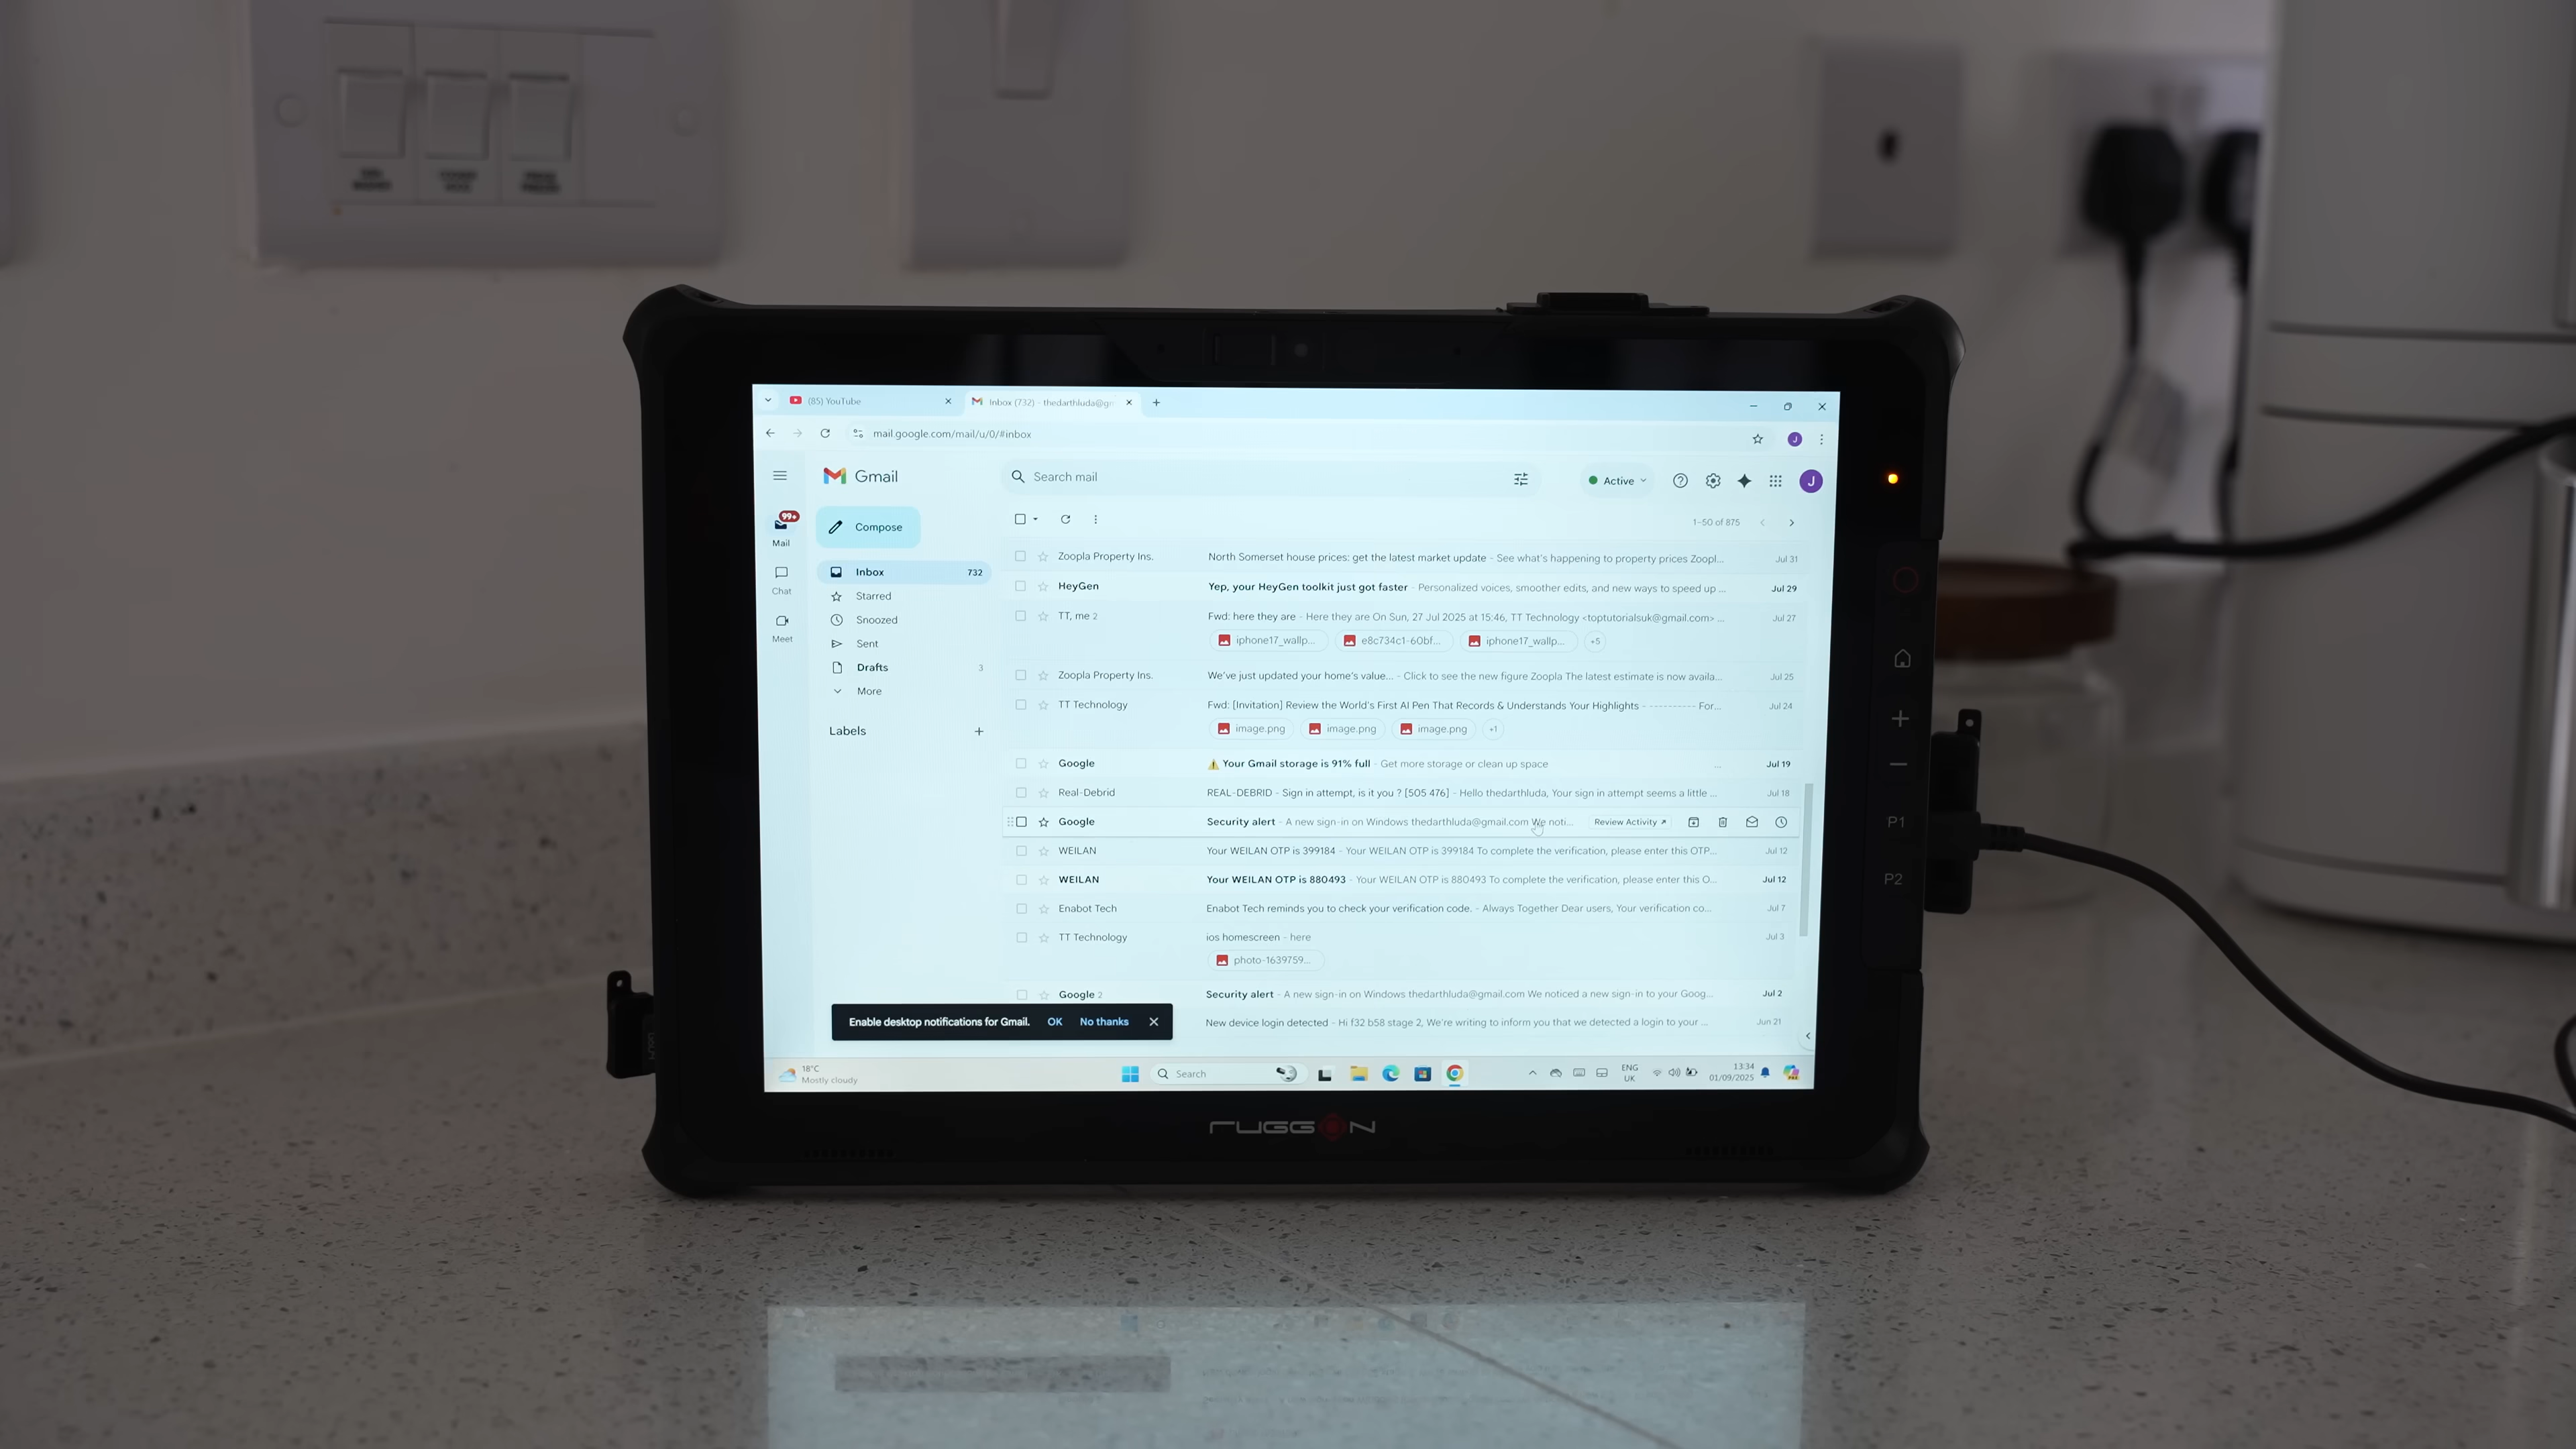 (85) YouTube
Inbox (732) - thedarthluda@gm
mail.google.com/mail/u/0/#inbox
J
Gmail
Search mail
Active
J
99+
Mail
Chat
Meet
Compose
Inbox 732
Starred
Snoozed
Sent
Drafts 3
More
Labels
1-50 of 875
Zoopla Property Ins. North Somerset house prices: get the latest market update - See what's happening to property prices Zoopl... Jul 31
HeyGen Yep, your HeyGen toolkit just got faster - Personalized voices, smoother edits, and new ways to speed up ... Jul 29
TT, me 2 Fwd: here they are - Here they are On Sun, 27 Jul 2025 at 15:46, TT Technology <toptutorialsuk@gmail.com> ... Jul 27
iphone17_wallp... e8c734c1-60bf... iphone17_wallp... +5
Zoopla Property Ins. We've just updated your home's value... - Click to see the new figure Zoopla The latest estimate is now availa... Jul 25
TT Technology Fwd: [Invitation] Review the World's First AI Pen That Records & Understands Your Highlights - ---------- For... Jul 24
image.png image.png image.png +1
Google Your Gmail storage is 91% full - Get more storage or clean up space ... Jul 19
Real-Debrid REAL-DEBRID - Sign in attempt, is it you ? [505 476] - Hello thedarthluda, Your sign in attempt seems a little ... Jul 18
Google Security alert - A new sign-in on Windows thedarthluda@gmail.com We noti... Review Activity
WEILAN Your WEILAN OTP is 399184 - Your WEILAN OTP is 399184 To complete the verification, please enter this OTP... Jul 12
WEILAN Your WEILAN OTP is 880493 - Your WEILAN OTP is 880493 To complete the verification, please enter this O... Jul 12
Enabot Tech Enabot Tech reminds you to check your verification code. - Always Together Dear users, Your verification co... Jul 7
TT Technology ios homescreen - here Jul 3
photo-1639759...
Google 2 Security alert - A new sign-in on Windows thedarthluda@gmail.com We noticed a new sign-in to your Goog... Jul 2
New device login detected - Hi f32 b58 stage 2, We're writing to inform you that we detected a login to your ... Jun 21
Enable desktop notifications for Gmail. OK No thanks
18°C
Mostly cloudy
Search
ENG
UK
13:34
01/09/2025
P1
P2
RUGGON